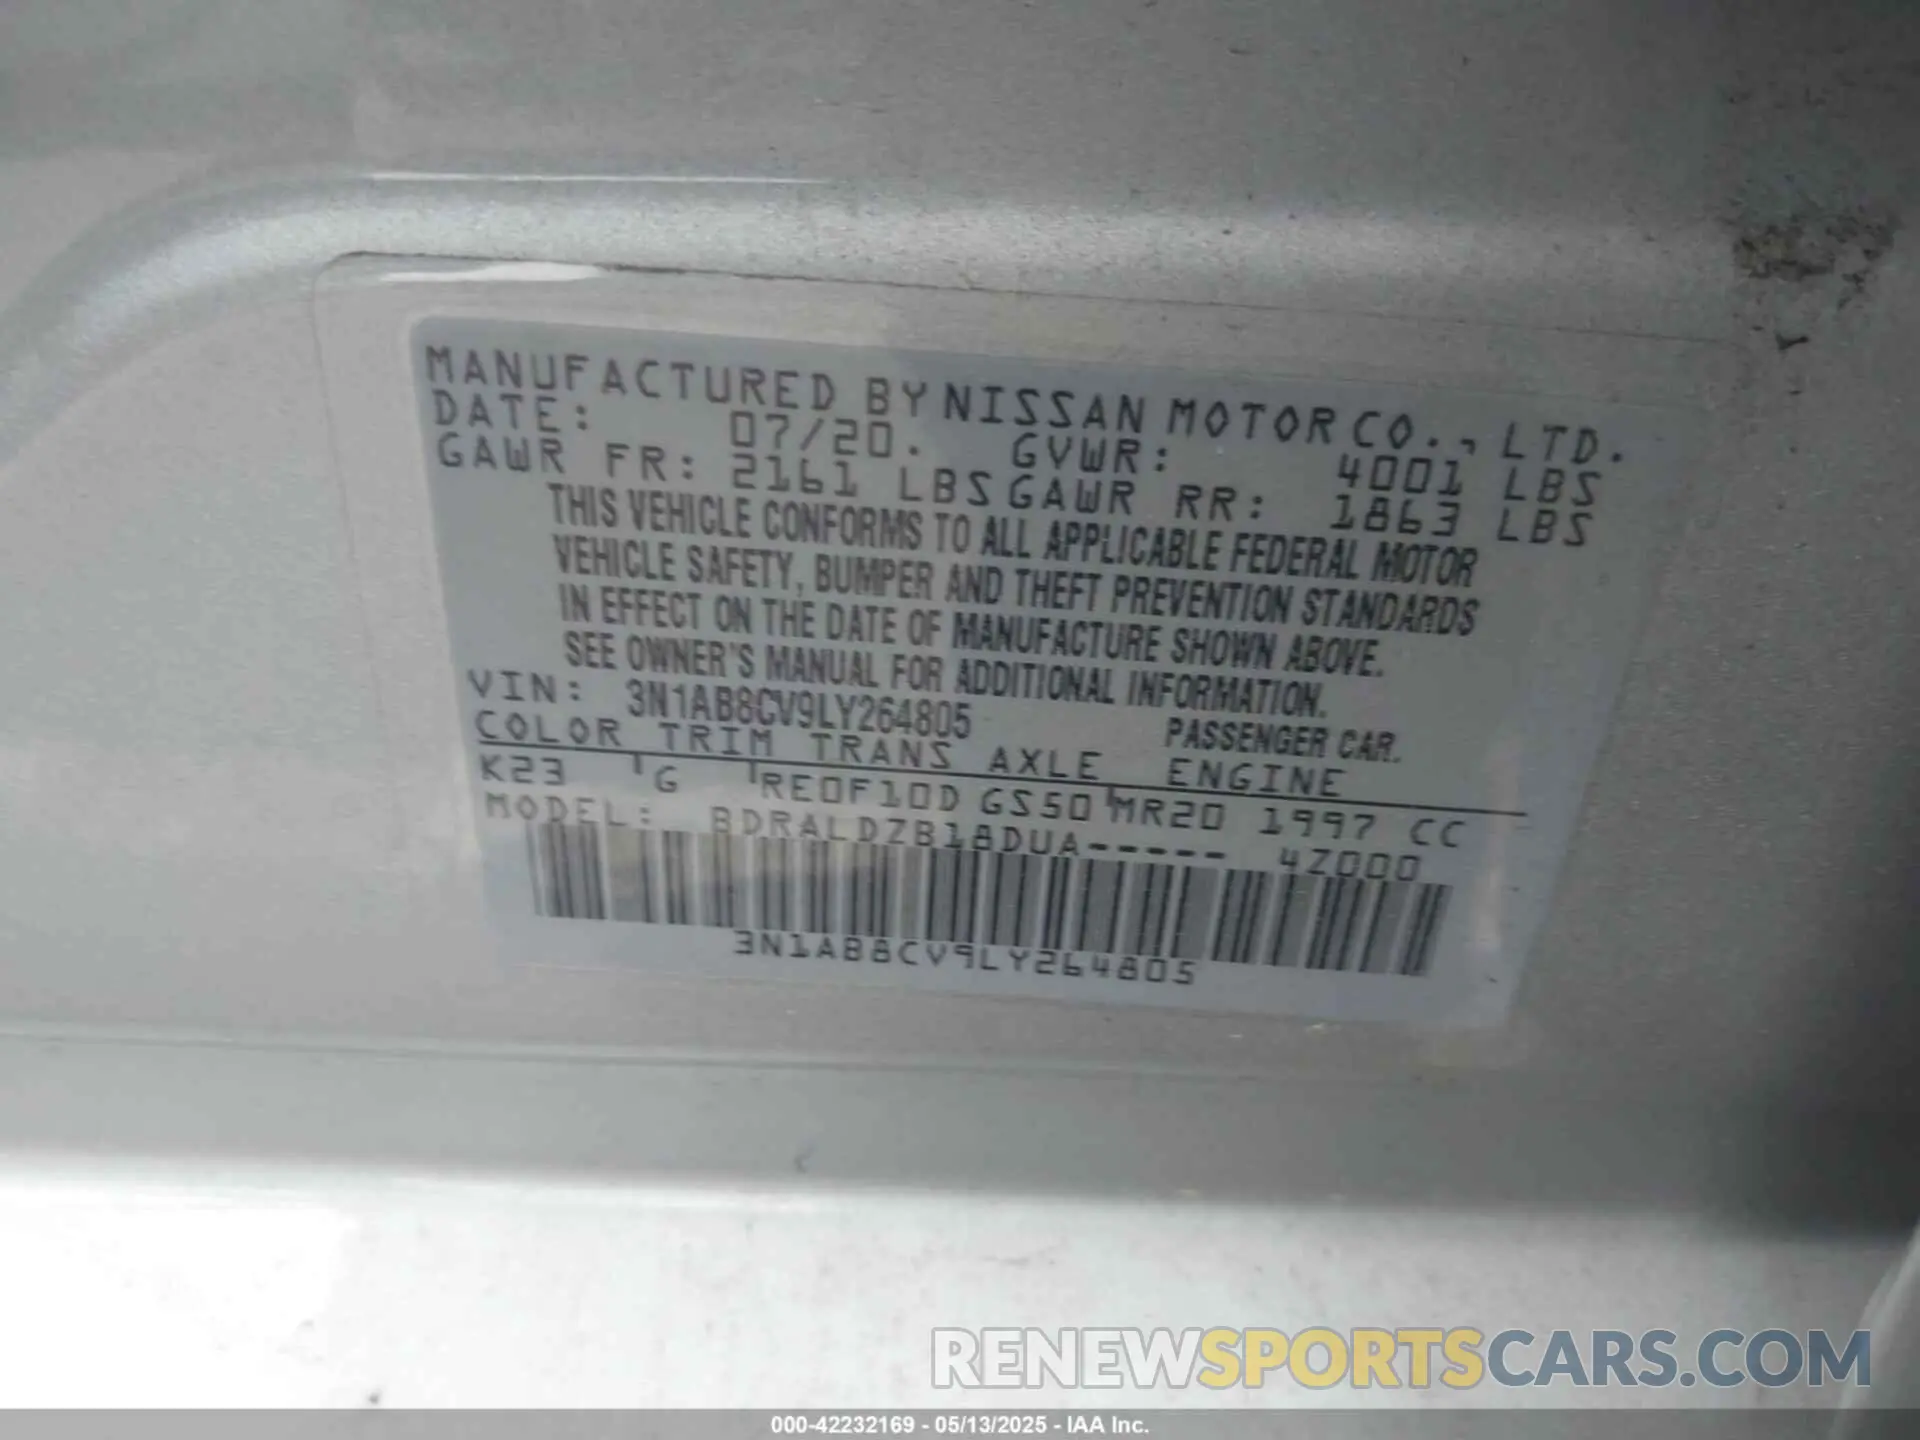 MANUFACTURED BY NISSAN MOTOR CO., LTD.
DATE: 07/20. GVWR: 4001 LBS
GAWR FR: 2161 LBS GAWR RR: 1863 LBS
THIS VEHICLE CONFORMS TO ALL APPLICABLE FEDERAL MOTOR
VEHICLE SAFETY, BUMPER AND THEFT PREVENTION STANDARDS
IN EFFECT ON THE DATE OF MANUFACTURE SHOWN ABOVE.
SEE OWNER'S MANUAL FOR ADDITIONAL INFORMATION.
VIN: 3N1AB8CV9LY264805 PASSENGER CAR.
COLOR TRIM TRANS AXLE ENGINE
K23 G RE0F10D GS50 MR20 1997 CC
MODEL: BDRALDZB18DUA----- 4Z000
3N1AB8CV9LY264805
RENEWSPORTSCARS.COM
000-42232169 - 05/13/2025 - IAA Inc.